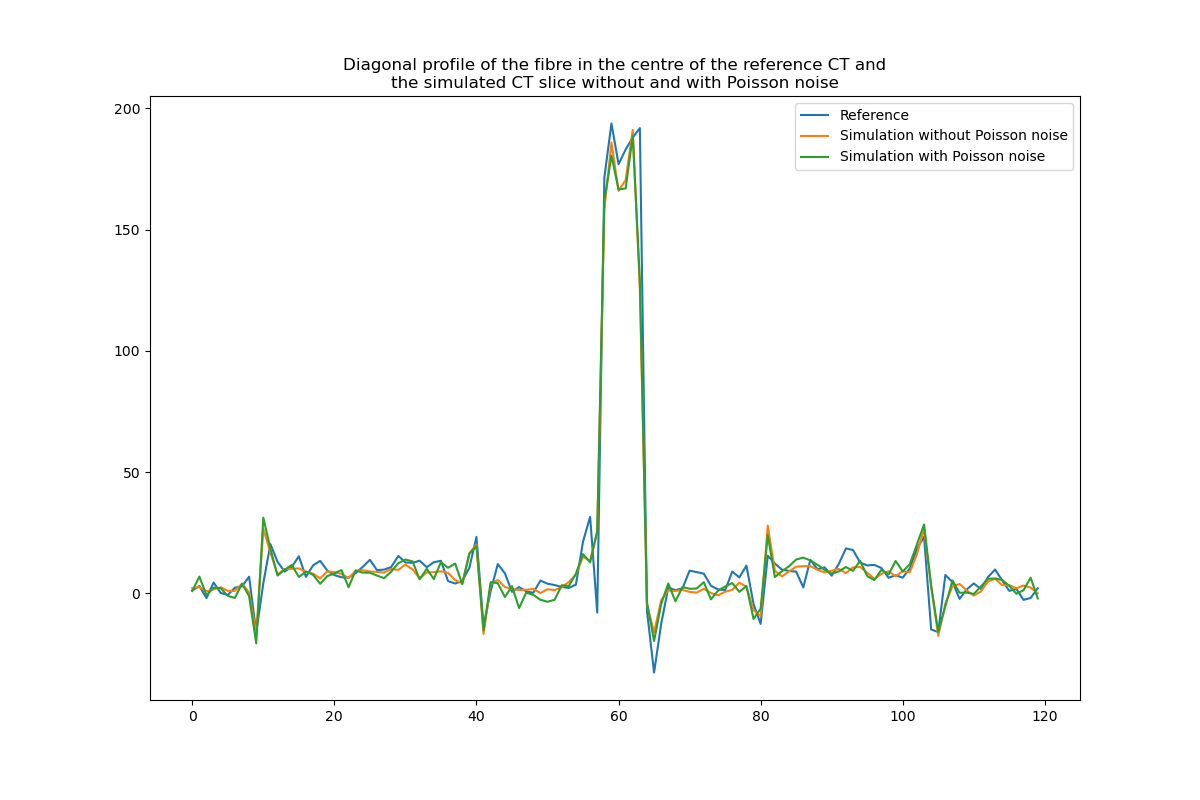 Diagonal profile of the fibre in the centre of the reference CT and
the simulated CT slice without and with Poisson noise
Reference
Simulation without Poisson noise
Simulation with Poisson noise
200
150
100
50
0
0 20 40 60 80 100 120